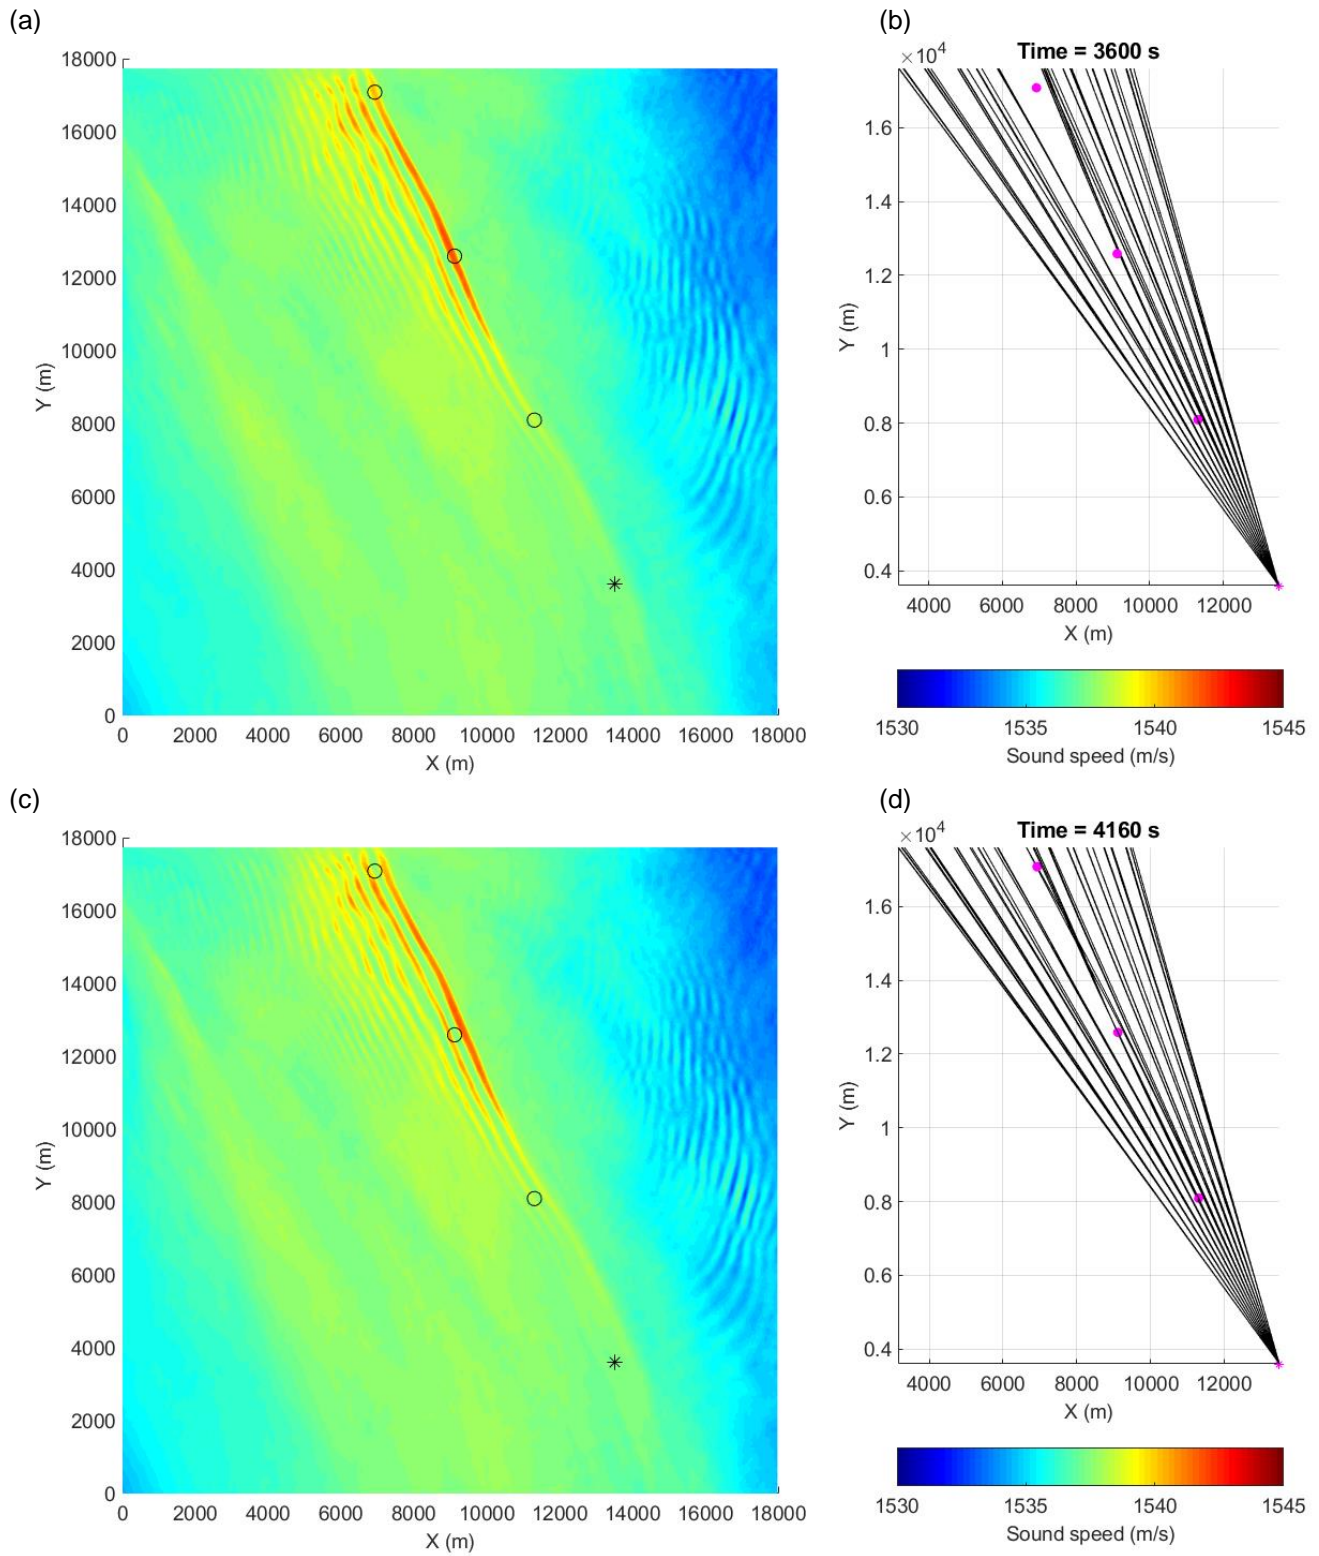 (a)
18000
16000
14000
12000
10000
8000
6000
4000
2000
0
Y (m)
0 2000 4000 6000 8000 10000 12000 14000 16000 18000
X (m)
(b)
×10⁴
Time = 3600 s
1.6
1.4
1.2
1
0.8
0.6
0.4
Y (m)
4000 6000 8000 10000 12000
X (m)
1530 1535 1540 1545
Sound speed (m/s)
(c)
18000
16000
14000
12000
10000
8000
6000
4000
2000
0
Y (m)
0 2000 4000 6000 8000 10000 12000 14000 16000 18000
X (m)
(d)
×10⁴
Time = 4160 s
1.6
1.4
1.2
1
0.8
0.6
0.4
Y (m)
4000 6000 8000 10000 12000
X (m)
1530 1535 1540 1545
Sound speed (m/s)